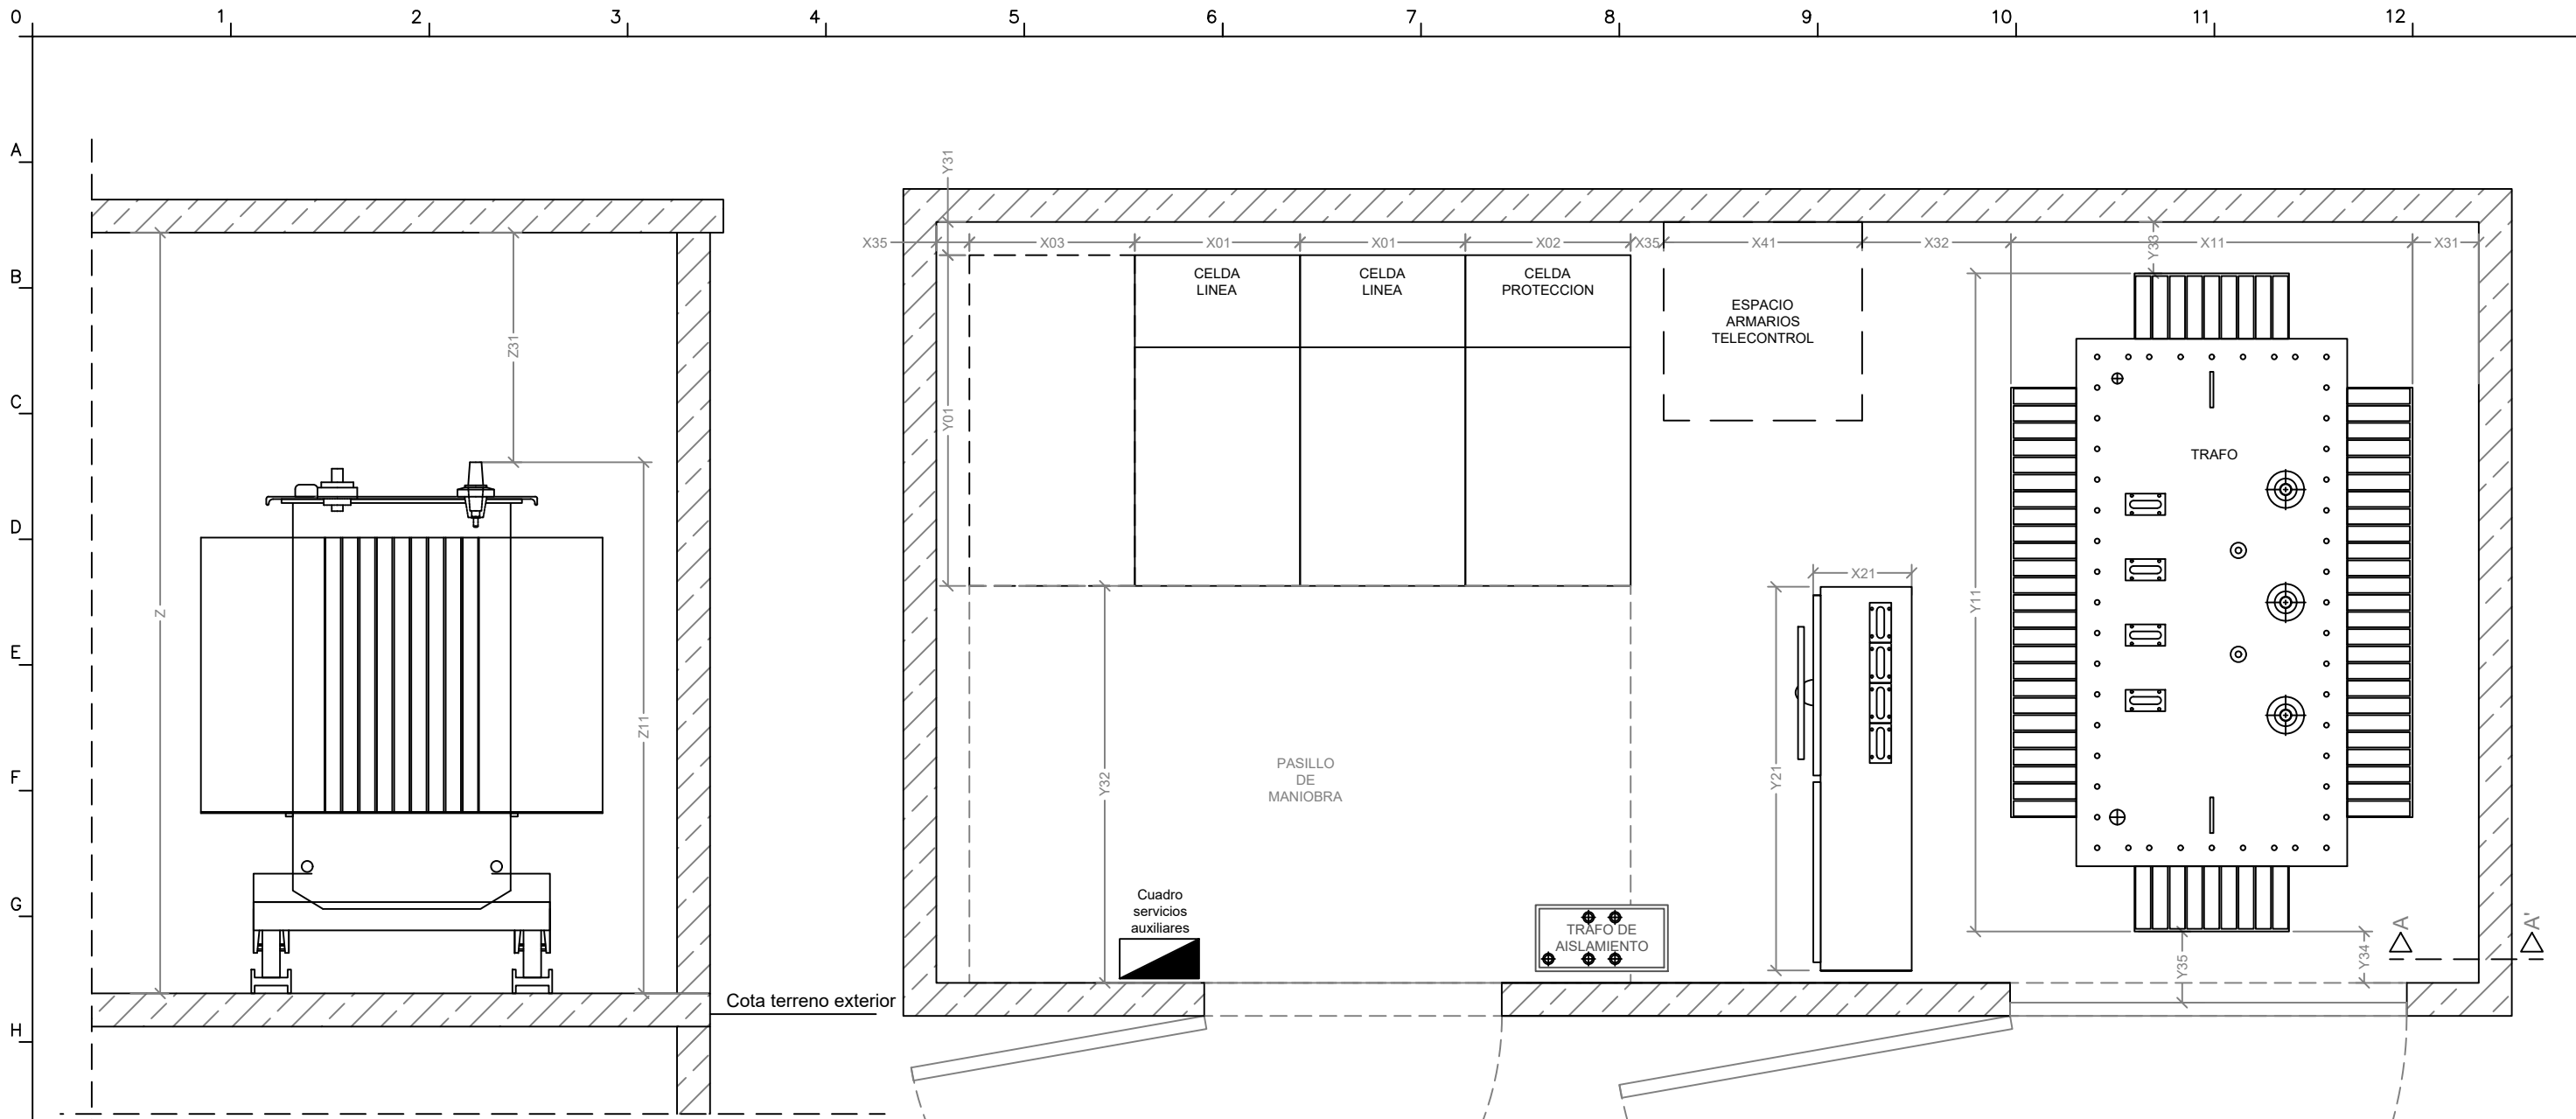 0 1 2 3 4 5 6 7 8 9 10 11 12
A
Y31
X35 X03 X01 X01 X02 X35 X41 X32 Y33 X11 X31
B
CELDA
LINEA
CELDA
LINEA
CELDA
PROTECCION
ESPACIO
ARMARIOS
TELECONTROL
Z31
C
Y01
TRAFO
D
X21
Z
Y11
E
Z11
F
PASILLO
DE
MANIOBRA
Y32
Y21
G
Cuadro
servicios
auxiliares
TRAFO DE
AISLAMIENTO
A A'
Y35
Y34
Cota terreno exterior
H